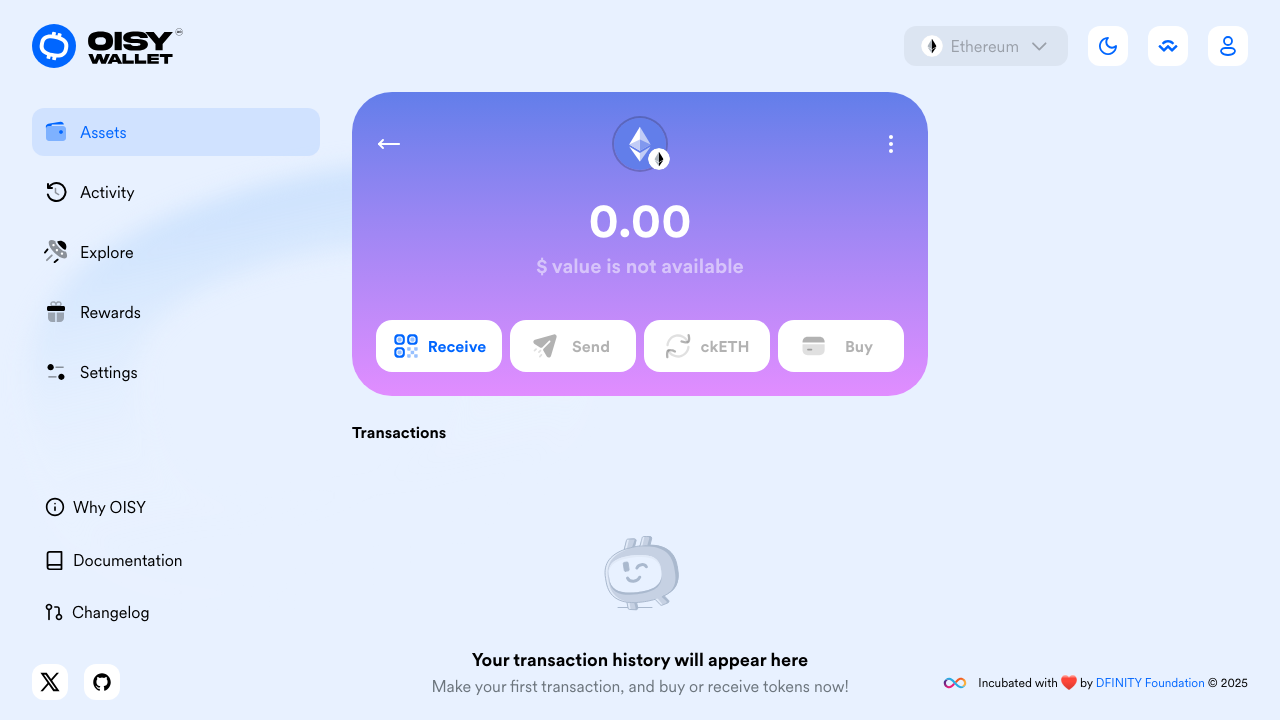 OISY
WALLET
Ethereum
Assets
Activity
Explore
Rewards
Settings
0.00
$ value is not available
Receive
Send
ckETH
Buy
Transactions
Why OISY
Documentation
Changelog
Your transaction history will appear here
Make your first transaction, and buy or receive tokens now!
Incubated with ❤️ by DFINITY Foundation © 2025